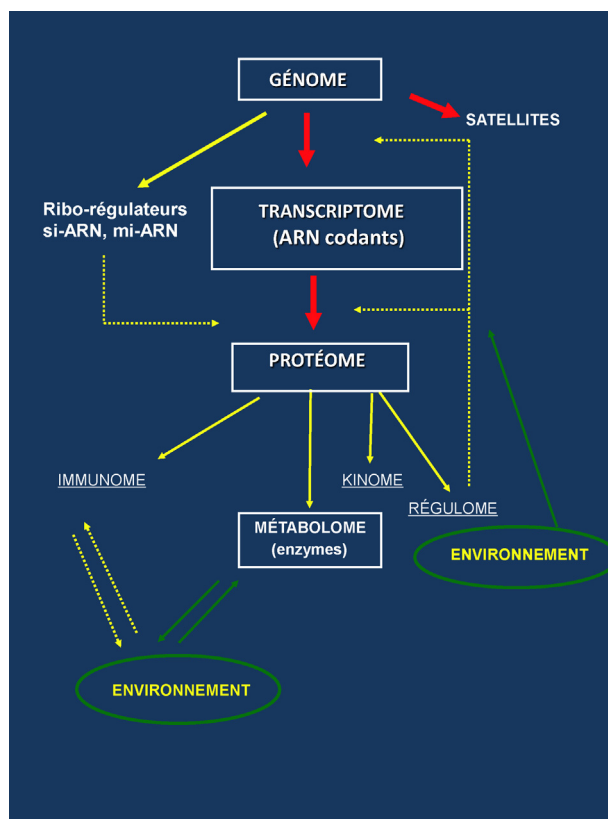 GÉNOME
SATELLITES
Ribo-régulateurs
si-ARN, mi-ARN
TRANSCRIPTOME
(ARN codants)
PROTÉOME
IMMUNOME
KINOME
RÉGULOME
MÉTABOLOME
(enzymes)
ENVIRONNEMENT
ENVIRONNEMENT